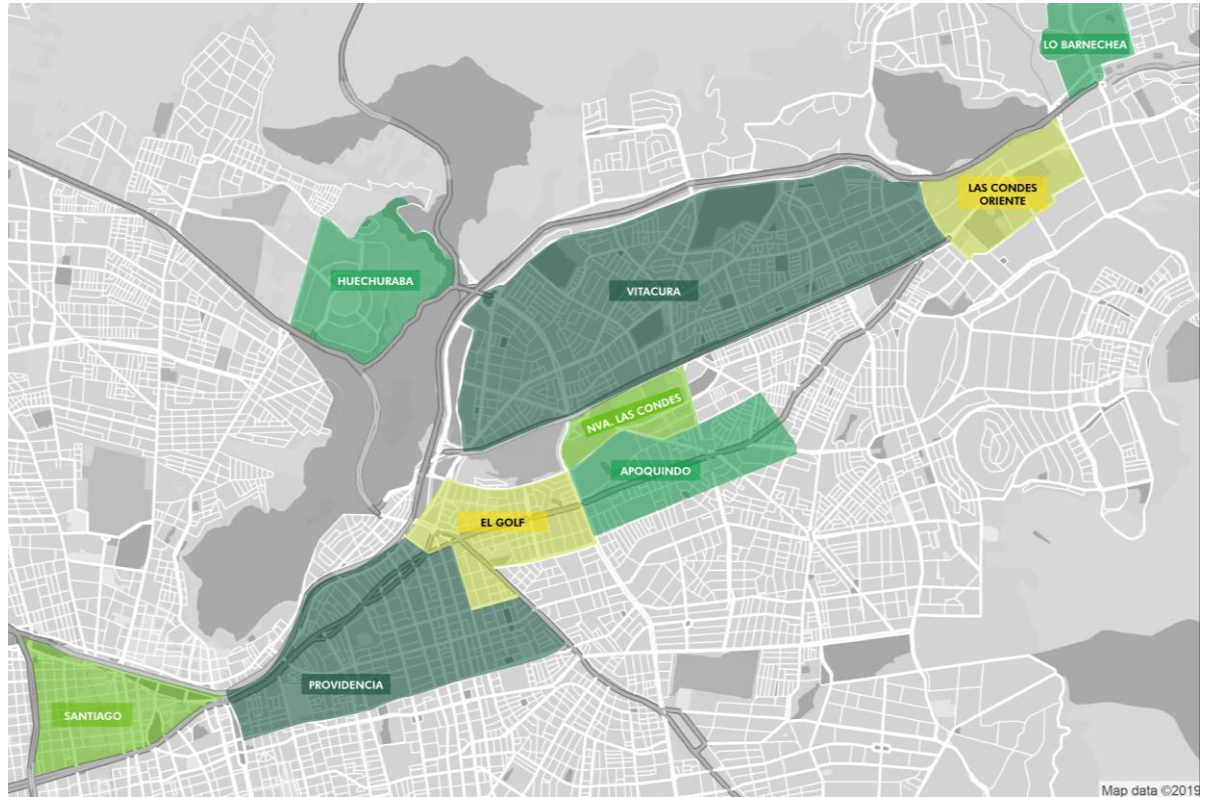 LO BARNECHEA
LAS CONDES
ORIENTE
HUECHURABA
VITACURA
NVA. LAS CONDES
APOQUINDO
EL GOLF
PROVIDENCIA
SANTIAGO
Map data ©2019